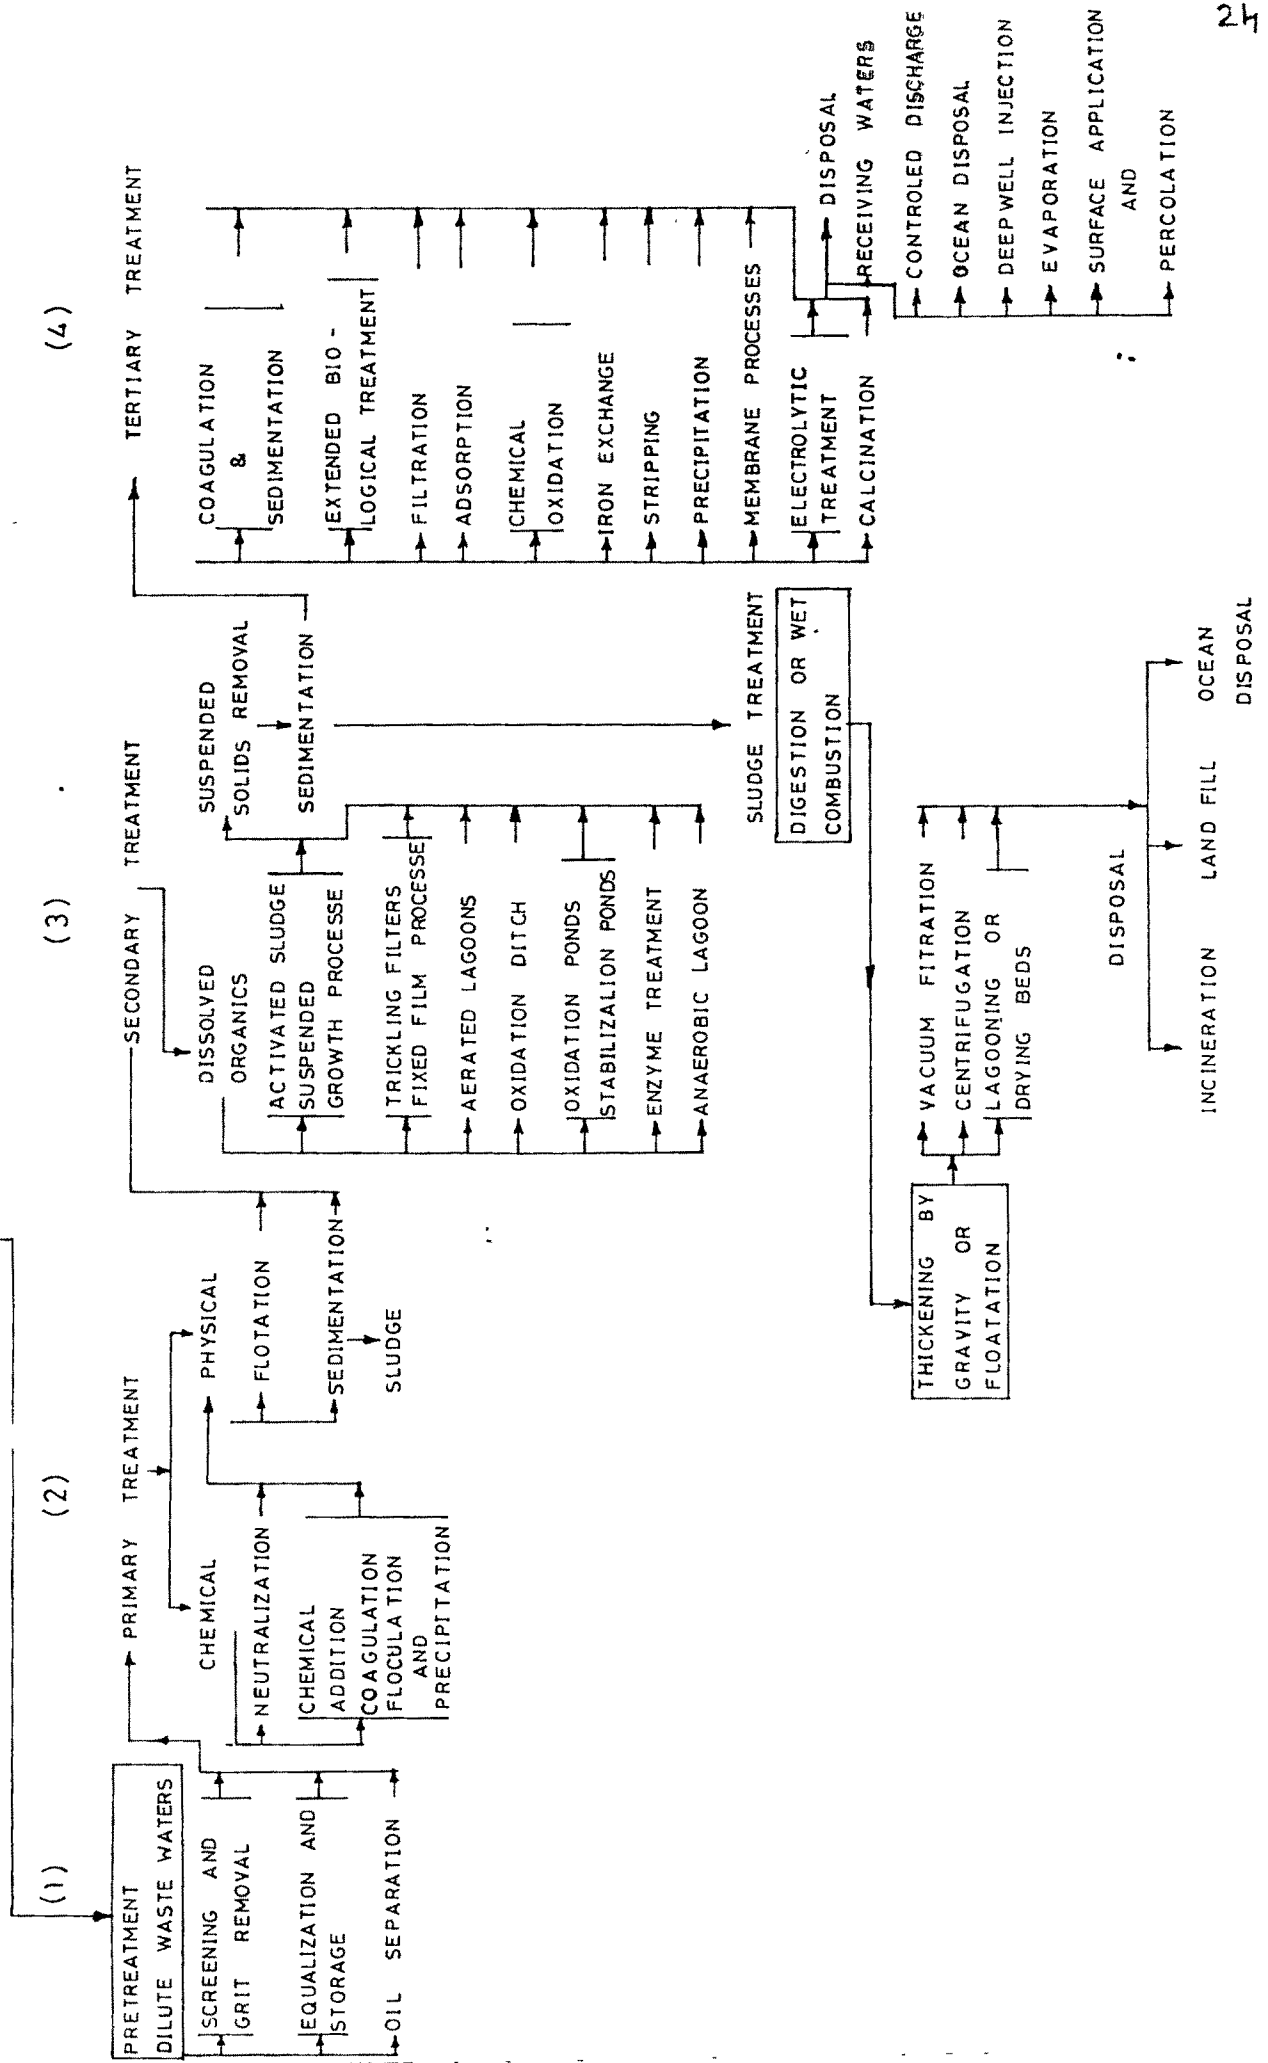 24
(1)
PRETREATMENT
DILUTE WASTE WATERS
SCREENING AND
GRIT REMOVAL
EQUALIZATION AND
STORAGE
OIL SEPARATION
(2)
PRIMARY TREATMENT
CHEMICAL
NEUTRALIZATION
CHEMICAL
ADDITION
COAGULATION
FLOCULATION
AND
PRECIPITATION
PHYSICAL
FLOTATION
SEDIMENTATION
SLUDGE
(3)
SECONDARY TREATMENT
DISSOLVED
ORGANICS
ACTIVATED SLUDGE
SUSPENDED
GROWTH PROCESSE
TRICKLING FILTERS
FIXED FILM PROCESSE
AERATED LAGOONS
OXIDATION DITCH
OXIDATION PONDS
STABILIZALION PONDS
ENZYME TREATMENT
ANAEROBIC LAGOON
SUSPENDED
SOLIDS REMOVAL
SEDIMENTATION
SLUDGE TREATMENT
DIGESTION OR WET
COMBUSTION
THICKENING BY
GRAVITY OR
FLOATATION
VACUUM FITRATION
CENTRIFUGATION
LAGOONING OR
DRYING BEDS
DISPOSAL
INCINERATION
LAND FILL
OCEAN
DISPOSAL
(4)
TERTIARY TREATMENT
COAGULATION
&
SEDIMENTATION
EXTENDED BIO-
LOGICAL TREATMENT
FILTRATION
ADSORPTION
CHEMICAL
OXIDATION
IRON EXCHANGE
STRIPPING
PRECIPITATION
MEMBRANE PROCESSES
ELECTROLYTIC
TREATMENT
CALCINATION
DISPOSAL
RECEIVING WATERS
CONTROLED DISCHARGE
OCEAN DISPOSAL
DEEPWELL INJECTION
EVAPORATION
SURFACE APPLICATION
AND
PERCOLATION